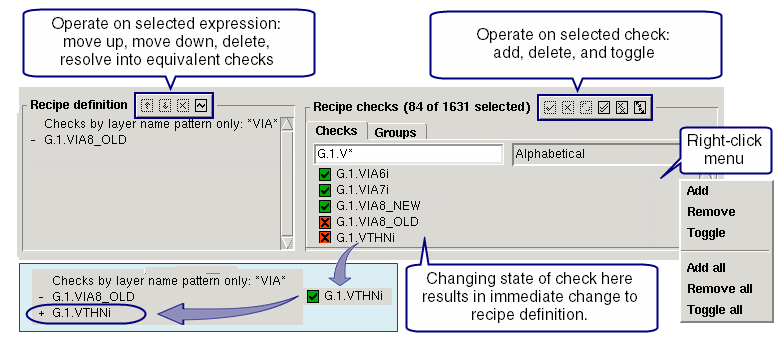 Operate on selected expression:
move up, move down, delete,
resolve into equivalent checks
Operate on selected check:
add, delete, and toggle
Recipe definition
Checks by layer name pattern only: *VIA*
- G.1.VIA8_OLD
Recipe checks (84 of 1631 selected)
Checks Groups
G.1.V* Alphabetical
G.1.VIA6i
G.1.VIA7i
G.1.VIA8_NEW
G.1.VIA8_OLD
G.1.VTHNi
Right-click
menu
Add
Remove
Toggle
Add all
Remove all
Toggle all
Changing state of check here
results in immediate change to
recipe definition.
Checks by layer name pattern only: *VIA*
- G.1.VIA8_OLD
+ G.1.VTHNi
G.1.VTHNi